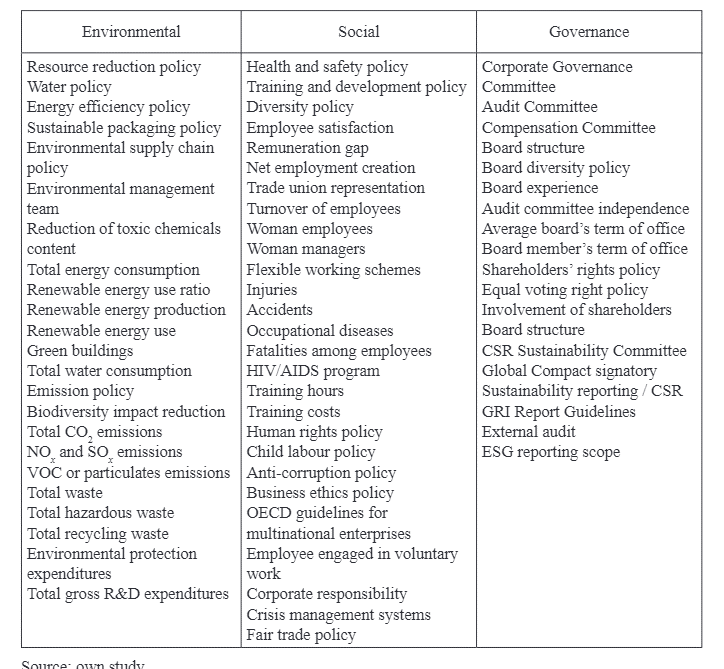 Environmental
Social
Governance
Resource reduction policy
Water policy
Energy efficiency policy
Sustainable packaging policy
Environmental supply chain
policy
Environmental management
team
Reduction of toxic chemicals
content
Total energy consumption
Renewable energy use ratio
Renewable energy production
Renewable energy use
Green buildings
Total water consumption
Emission policy
Biodiversity impact reduction
Total CO₂ emissions
NOₓ and SOₓ emissions
VOC or particulates emissions
Total waste
Total hazardous waste
Total recycling waste
Environmental protection
expenditures
Total gross R&D expenditures
Health and safety policy
Training and development policy
Diversity policy
Employee satisfaction
Remuneration gap
Net employment creation
Trade union representation
Turnover of employees
Woman employees
Woman managers
Flexible working schemes
Injuries
Accidents
Occupational diseases
Fatalities among employees
HIV/AIDS program
Training hours
Training costs
Human rights policy
Child labour policy
Anti-corruption policy
Business ethics policy
OECD guidelines for
multinational enterprises
Employee engaged in voluntary
work
Corporate responsibility
Crisis management systems
Fair trade policy
Corporate Governance
Committee
Audit Committee
Compensation Committee
Board structure
Board diversity policy
Board experience
Audit committee independence
Average board's term of office
Board member's term of office
Shareholders' rights policy
Equal voting right policy
Involvement of shareholders
Board structure
CSR Sustainability Committee
Global Compact signatory
Sustainability reporting / CSR
GRI Report Guidelines
External audit
ESG reporting scope
Source: own study